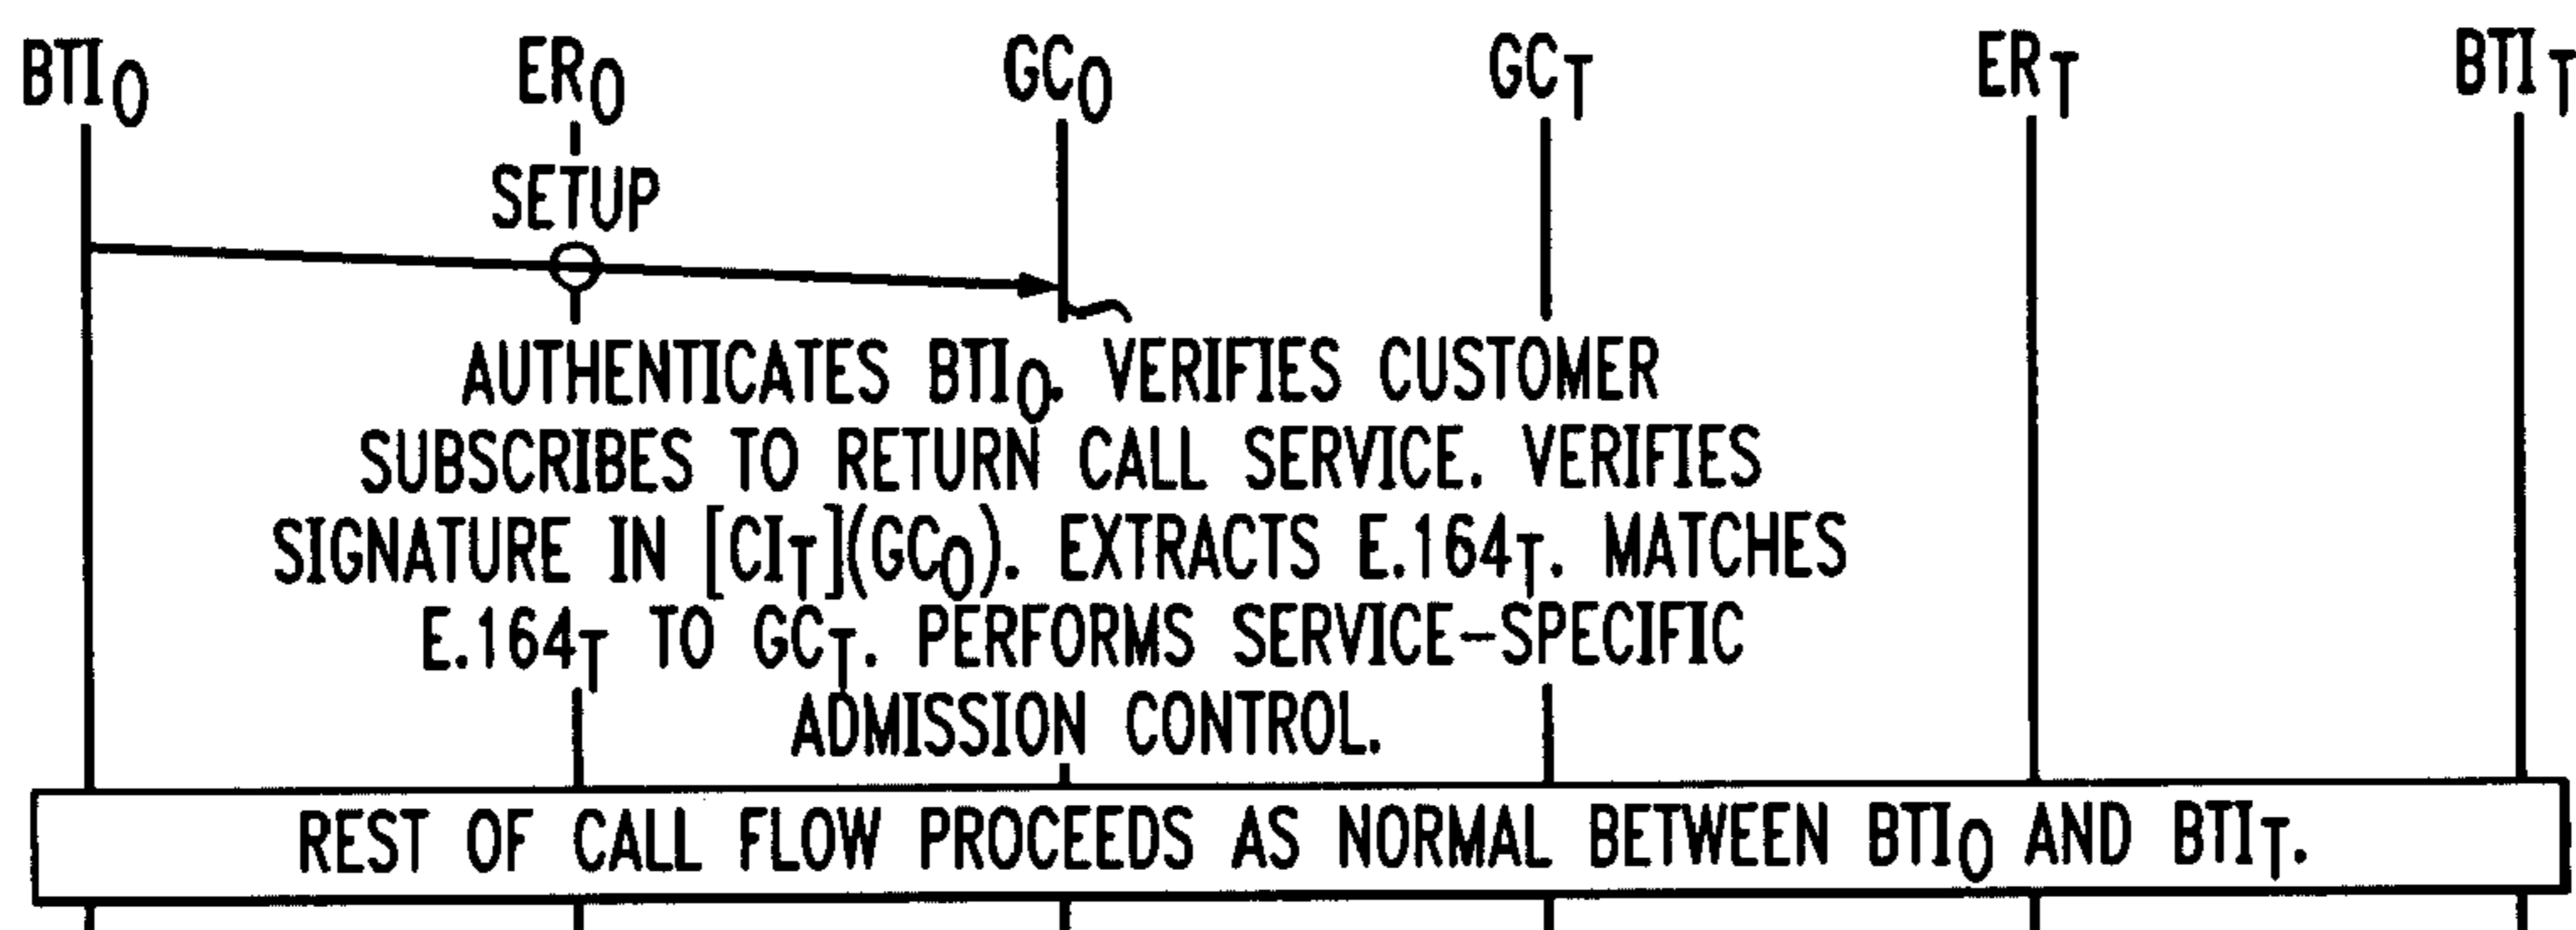 BTIO ERO GCO GCT ERT BTIT
SETUP
AUTHENTICATES BTIO. VERIFIES CUSTOMER
SUBSCRIBES TO RETURN CALL SERVICE. VERIFIES
SIGNATURE IN [CIT](GCO). EXTRACTS E.164T. MATCHES
E.164T TO GCT. PERFORMS SERVICE-SPECIFIC
ADMISSION CONTROL.
REST OF CALL FLOW PROCEEDS AS NORMAL BETWEEN BTIO AND BTIT.